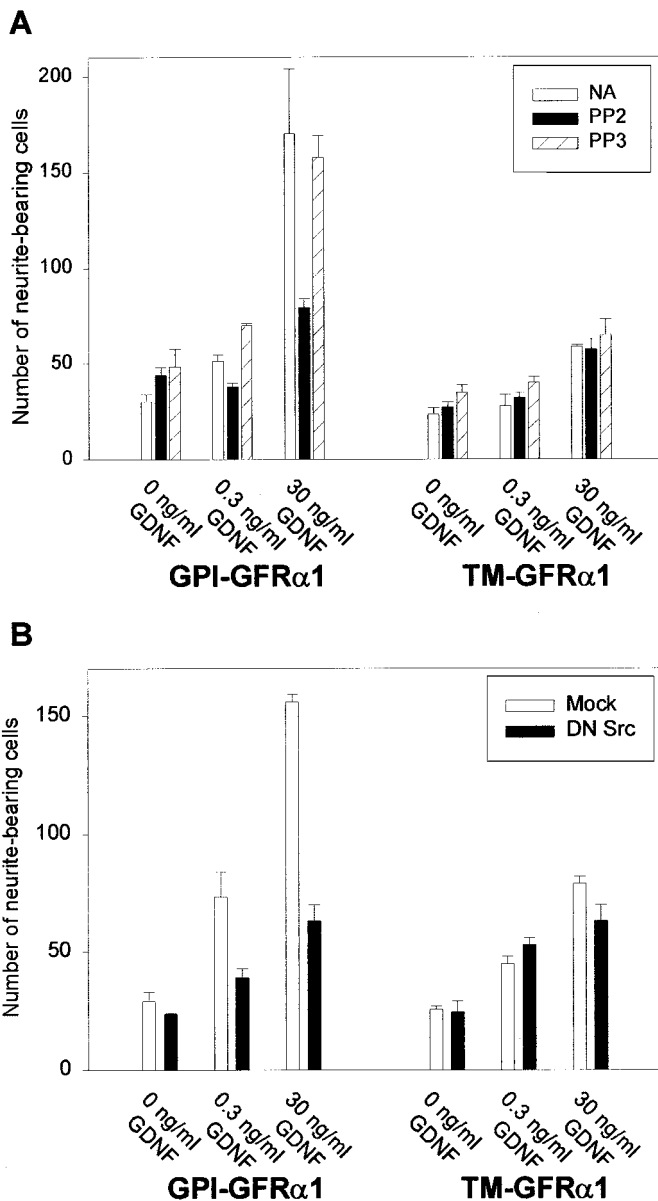 A
Number of neurite-bearing cells
200
150
100
50
0
NA
PP2
PP3
0 ng/ml
GDNF
0.3 ng/ml
GDNF
30 ng/ml
GDNF
0 ng/ml
GDNF
0.3 ng/ml
GDNF
30 ng/ml
GDNF
GPI-GFRα1
TM-GFRα1
B
Number of neurite-bearing cells
150
100
50
0
Mock
DN Src
0 ng/ml
GDNF
0.3 ng/ml
GDNF
30 ng/ml
GDNF
0 ng/ml
GDNF
0.3 ng/ml
GDNF
30 ng/ml
GDNF
GPI-GFRα1
TM-GFRα1